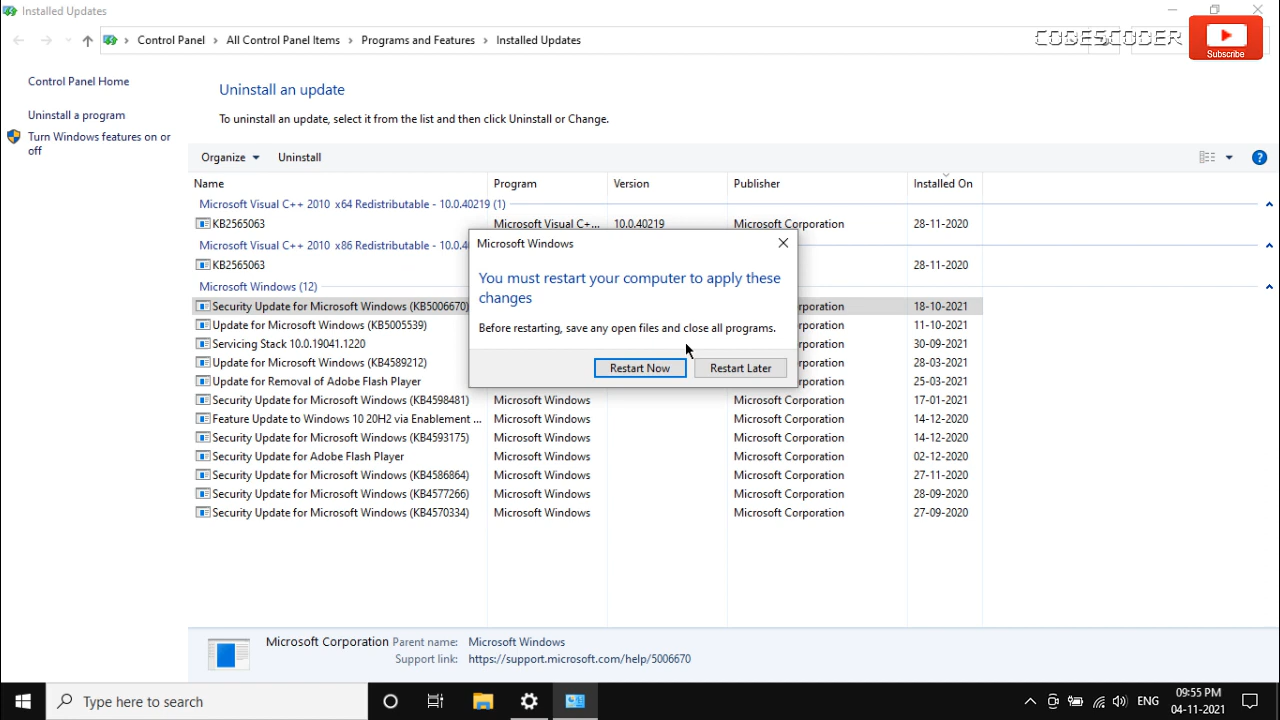 Installed Updates
Control Panel > All Control Panel Items > Programs and Features > Installed Updates
CODESCODER
Subscribe
Control Panel Home
Uninstall a program
Turn Windows features on or
off
Uninstall an update
To uninstall an update, select it from the list and then click Uninstall or Change.
Organize Uninstall
Name Program Version Publisher Installed On
Microsoft Visual C++ 2010 x64 Redistributable - 10.0.40219 (1)
KB2565063 Microsoft Visual C+... 10.0.40219 Microsoft Corporation 28-11-2020
Microsoft Visual C++ 2010 x86 Redistributable - 10.0.40
KB2565063 orporation 28-11-2020
Microsoft Windows (12)
Security Update for Microsoft Windows (KB5006670) orporation 18-10-2021
Update for Microsoft Windows (KB5005539) orporation 11-10-2021
Servicing Stack 10.0.19041.1220 orporation 30-09-2021
Update for Microsoft Windows (KB4589212) orporation 28-03-2021
Update for Removal of Adobe Flash Player orporation 25-03-2021
Security Update for Microsoft Windows (KB4598481) Microsoft Windows Microsoft Corporation 17-01-2021
Feature Update to Windows 10 20H2 via Enablement ... Microsoft Windows Microsoft Corporation 14-12-2020
Security Update for Microsoft Windows (KB4593175) Microsoft Windows Microsoft Corporation 14-12-2020
Security Update for Adobe Flash Player Microsoft Windows Microsoft Corporation 02-12-2020
Security Update for Microsoft Windows (KB4586864) Microsoft Windows Microsoft Corporation 27-11-2020
Security Update for Microsoft Windows (KB4577266) Microsoft Windows Microsoft Corporation 28-09-2020
Security Update for Microsoft Windows (KB4570334) Microsoft Windows Microsoft Corporation 27-09-2020
Microsoft Windows
You must restart your computer to apply these
changes
Before restarting, save any open files and close all programs.
Restart Now Restart Later
Microsoft Corporation Parent name: Microsoft Windows
Support link: https://support.microsoft.com/help/5006670
Type here to search
ENG
09:55 PM
04-11-2021